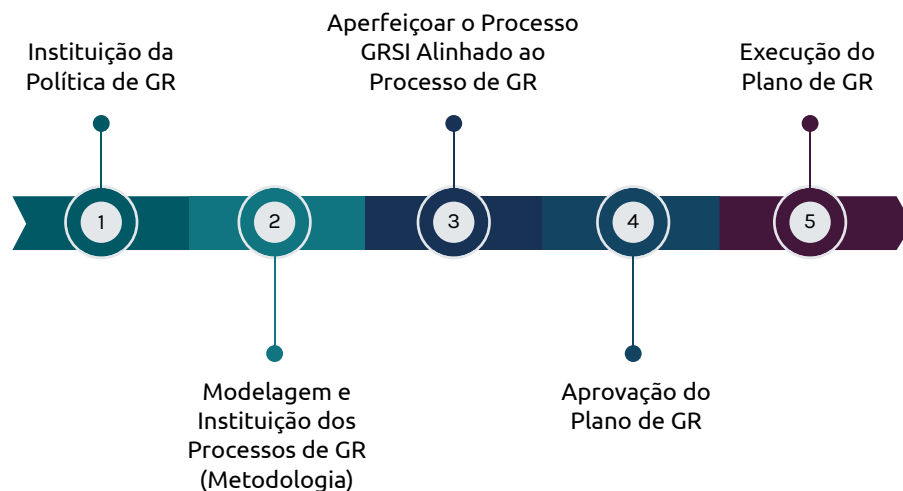 Instituição da
Política de GR
Aperfeiçoar o Processo
GRSI Alinhado ao
Processo de GR
Execução do
Plano de GR
1
2
3
4
5
Modelagem e
Instituição dos
Processos de GR
(Metodologia)
Aprovação do
Plano de GR